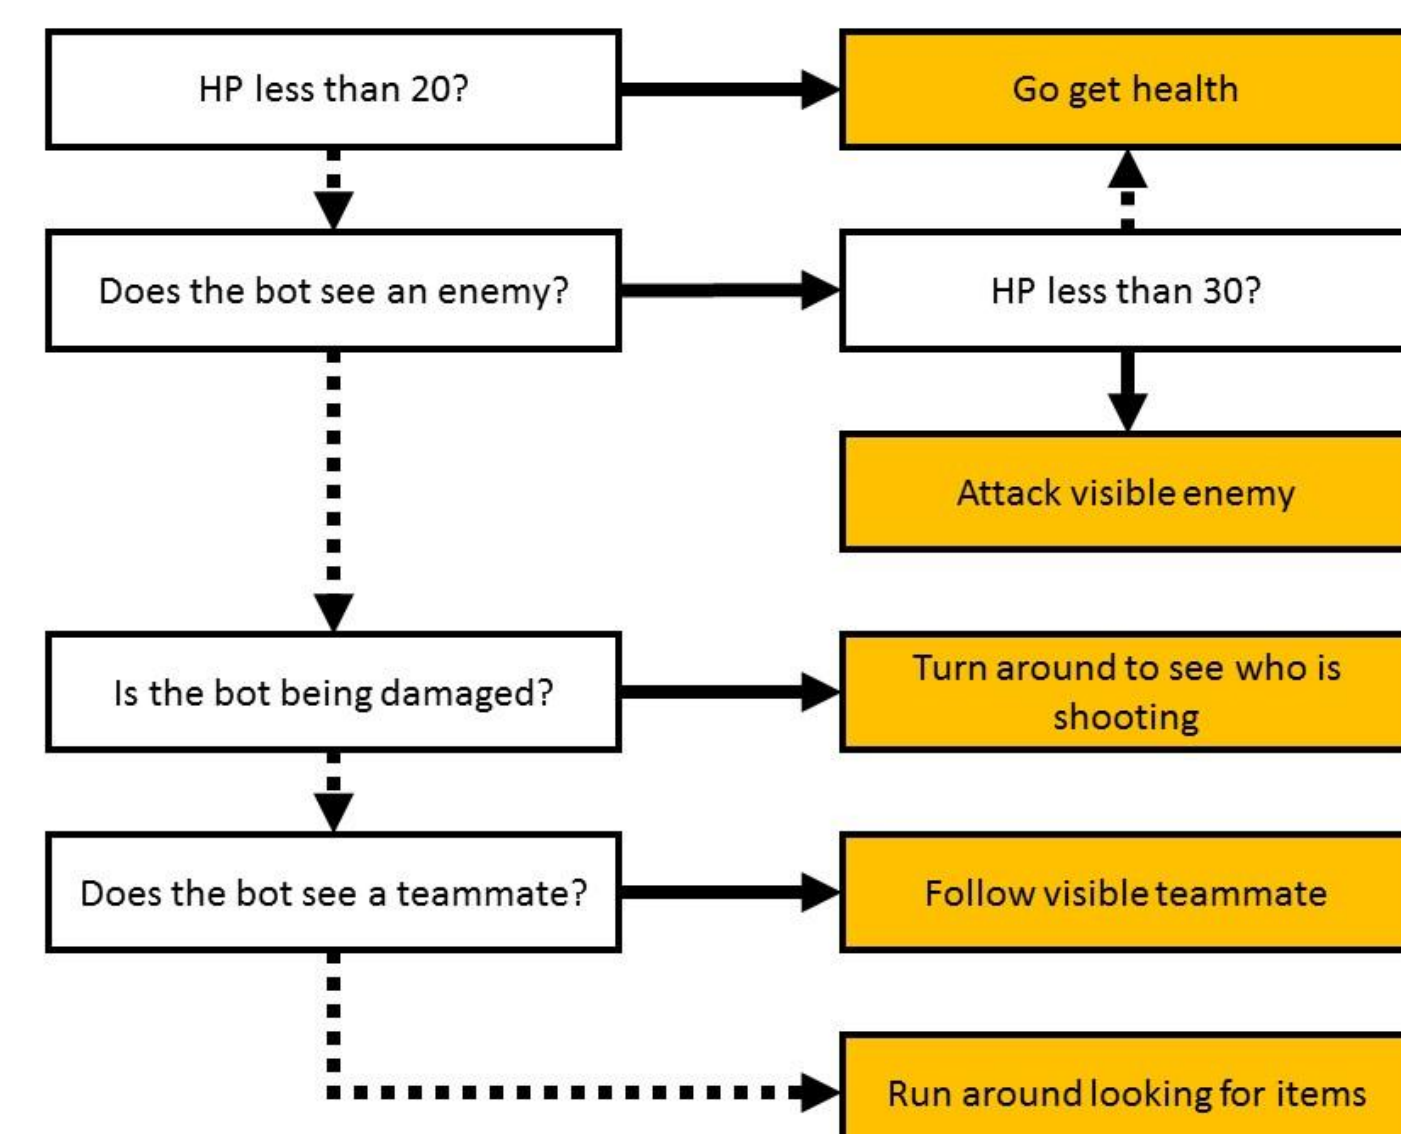 HP less than 20?
Go get health
Does the bot see an enemy?
HP less than 30?
Attack visible enemy
Is the bot being damaged?
Turn around to see who is
shooting
Does the bot see a teammate?
Follow visible teammate
Run around looking for items